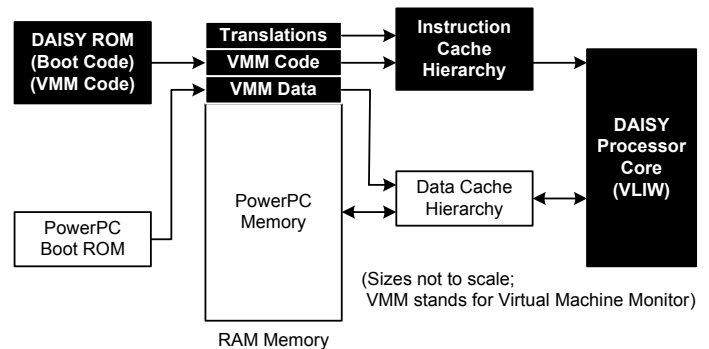 DAISY ROM
(Boot Code)
(VMM Code)
Translations
VMM Code
VMM Data
Instruction
Cache
Hierarchy
DAISY
Processor
Core
(VLIW)
PowerPC
Memory
Data Cache
Hierarchy
PowerPC
Boot ROM
(Sizes not to scale;
VMM stands for Virtual Machine Monitor)
RAM Memory